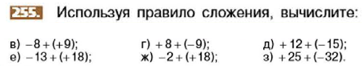 255. Используя правило сложения, вычислите:
в) -8+(+9); г) +8+(-9); д) +12+(-15);
е) -13+(+18); ж) -2+(+18); з) +25+(-32).